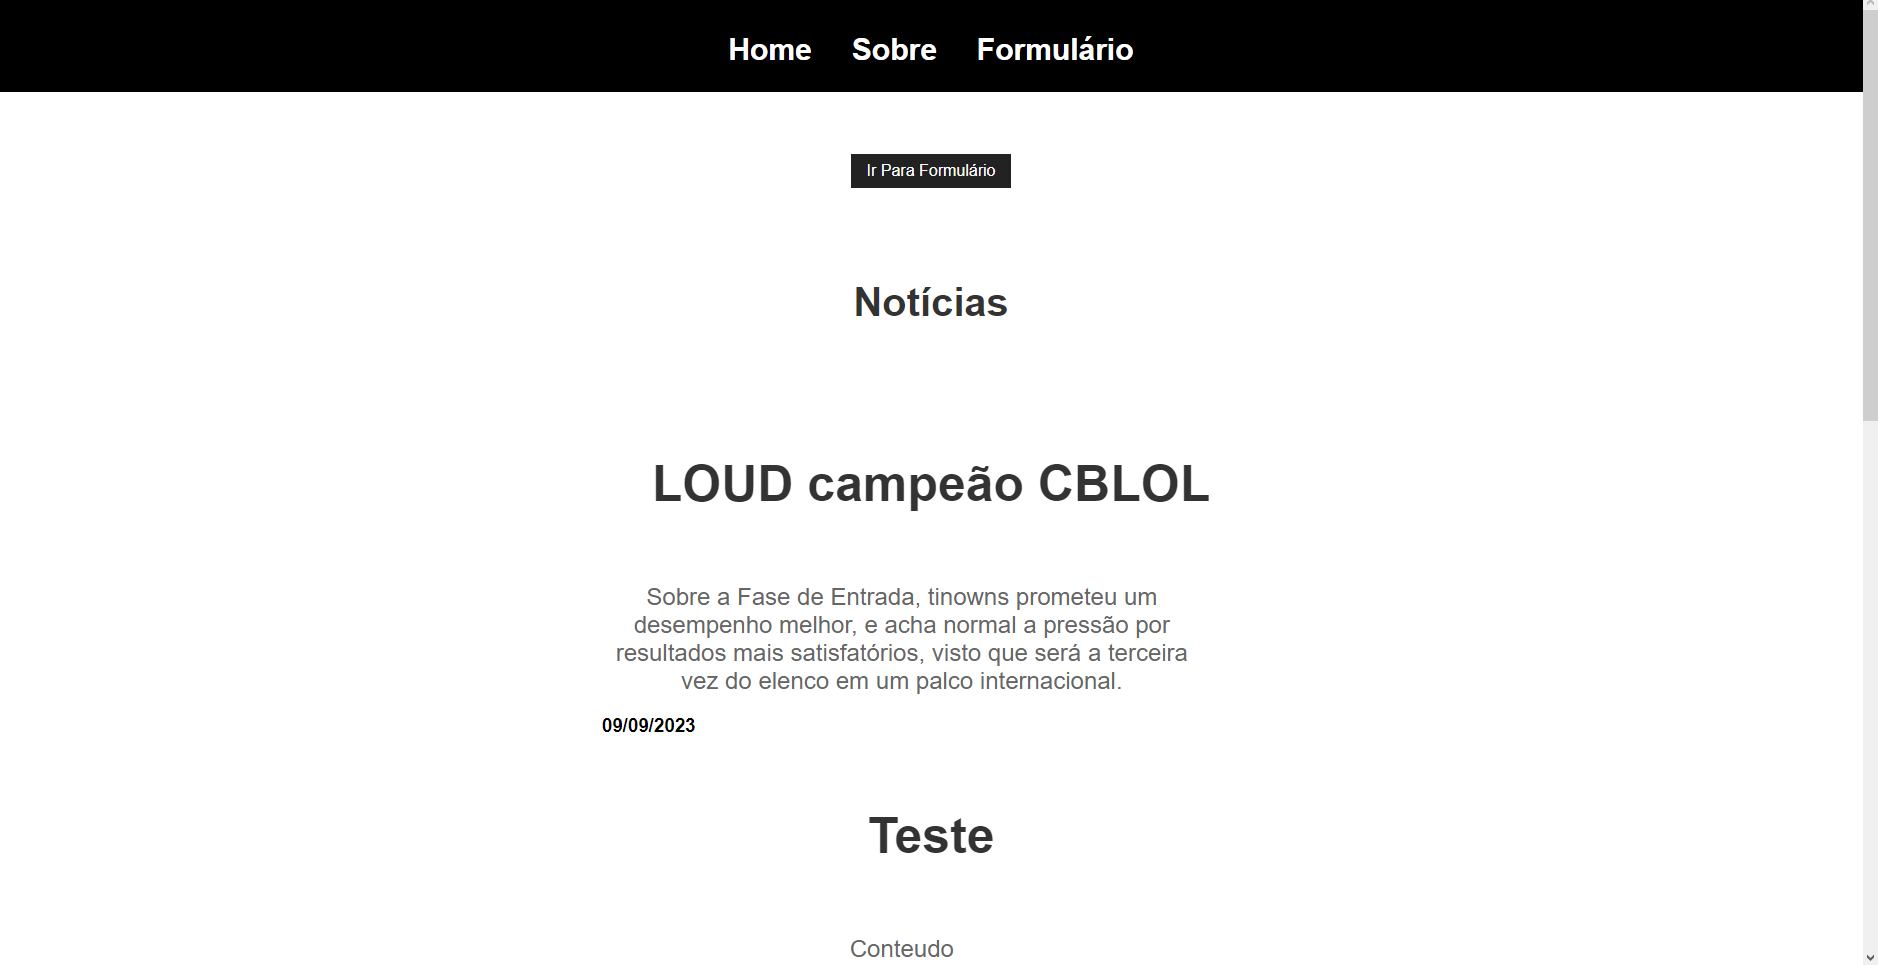 Home Sobre Formulário
Ir Para Formulário
Notícias
LOUD campeão CBLOL
Sobre a Fase de Entrada, tinowns prometeu um
desempenho melhor, e acha normal a pressão por
resultados mais satisfatórios, visto que será a terceira
vez do elenco em um palco internacional.
09/09/2023
Teste
Conteudo